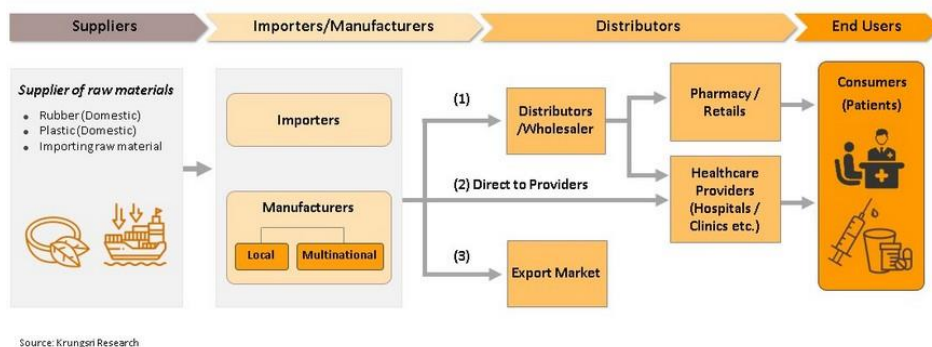 Suppliers
Importers/Manufacturers
Distributors
End Users
Supplier of raw materials
Rubber (Domestic)
Plastic (Domestic)
Importing raw material
Importers
Manufacturers
Local
Multinational
(1)
Distributors
/Wholesaler
(2) Direct to Providers
(3)
Export Market
Pharmacy /
Retails
Healthcare
Providers
(Hospitals /
Clinics etc.)
Consumers
(Patients)
Source: Krungsri Research